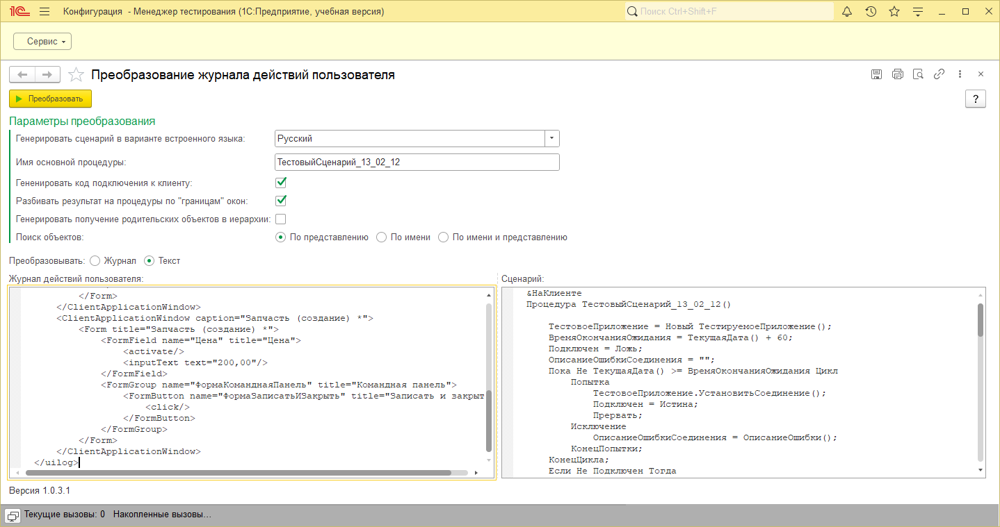 1С Конфигурация - Менеджер тестирования (1С:Предприятие, учебная версия) Поиск Ctrl+Shift+F
Сервис
Преобразование журнала действий пользователя
Преобразовать ?
Параметры преобразования
Генерировать сценарий в варианте встроенного языка: Русский
Имя основной процедуры: ТестовыйСценарий_13_02_12
Гененировать код подключения к клиенту:
Разбивать результат на процедуры по "границам" окон:
Генерировать получение родительских объектов в иерархии:
Поиск объектов: По представлению По имени По имени и представлению
Преобразовывать: Журнал Текст
Журнал действий пользователя:
</Form>
</ClientApplicationWindow>
<ClientApplicationWindow caption="Запчасть (создание) *">
<Form title="Запчасть (создание) *">
<FormField name="Цена" title="Цена">
<activate/>
<inputText text="200,00"/>
</FormField>
<FormGroup name="ФормаКоманднаяПанель" title="Командная панель">
<FormButton name="ФормаЗаписатьИЗакрыть" title="Записать и закрыт
<click/>
</FormButton>
</FormGroup>
</Form>
</ClientApplicationWindow>
</uilog>
Сценарий:
&НаКлиенте
Процедура ТестовыйСценарий_13_02_12()
ТестовоеПриложение = Новый ТестируемоеПриложение();
ВремяОкончанияОжидания = ТекущаяДата() + 60;
Подключен = Ложь;
ОписаниеОшибкиСоединения = "";
Пока Не ТекущаяДата() >= ВремяОкончанияОжидания Цикл
Попытка
ТестовоеПриложение.УстановитьСоединение();
Подключен = Истина;
Прервать;
Исключение
ОписаниеОшибкиСоединения = ОписаниеОшибки();
КонецПопытки;
КонецЦикла;
Если Не Подключен Тогда
Версия 1.0.3.1
Текущие вызовы: 0 Накопленные вызовы…